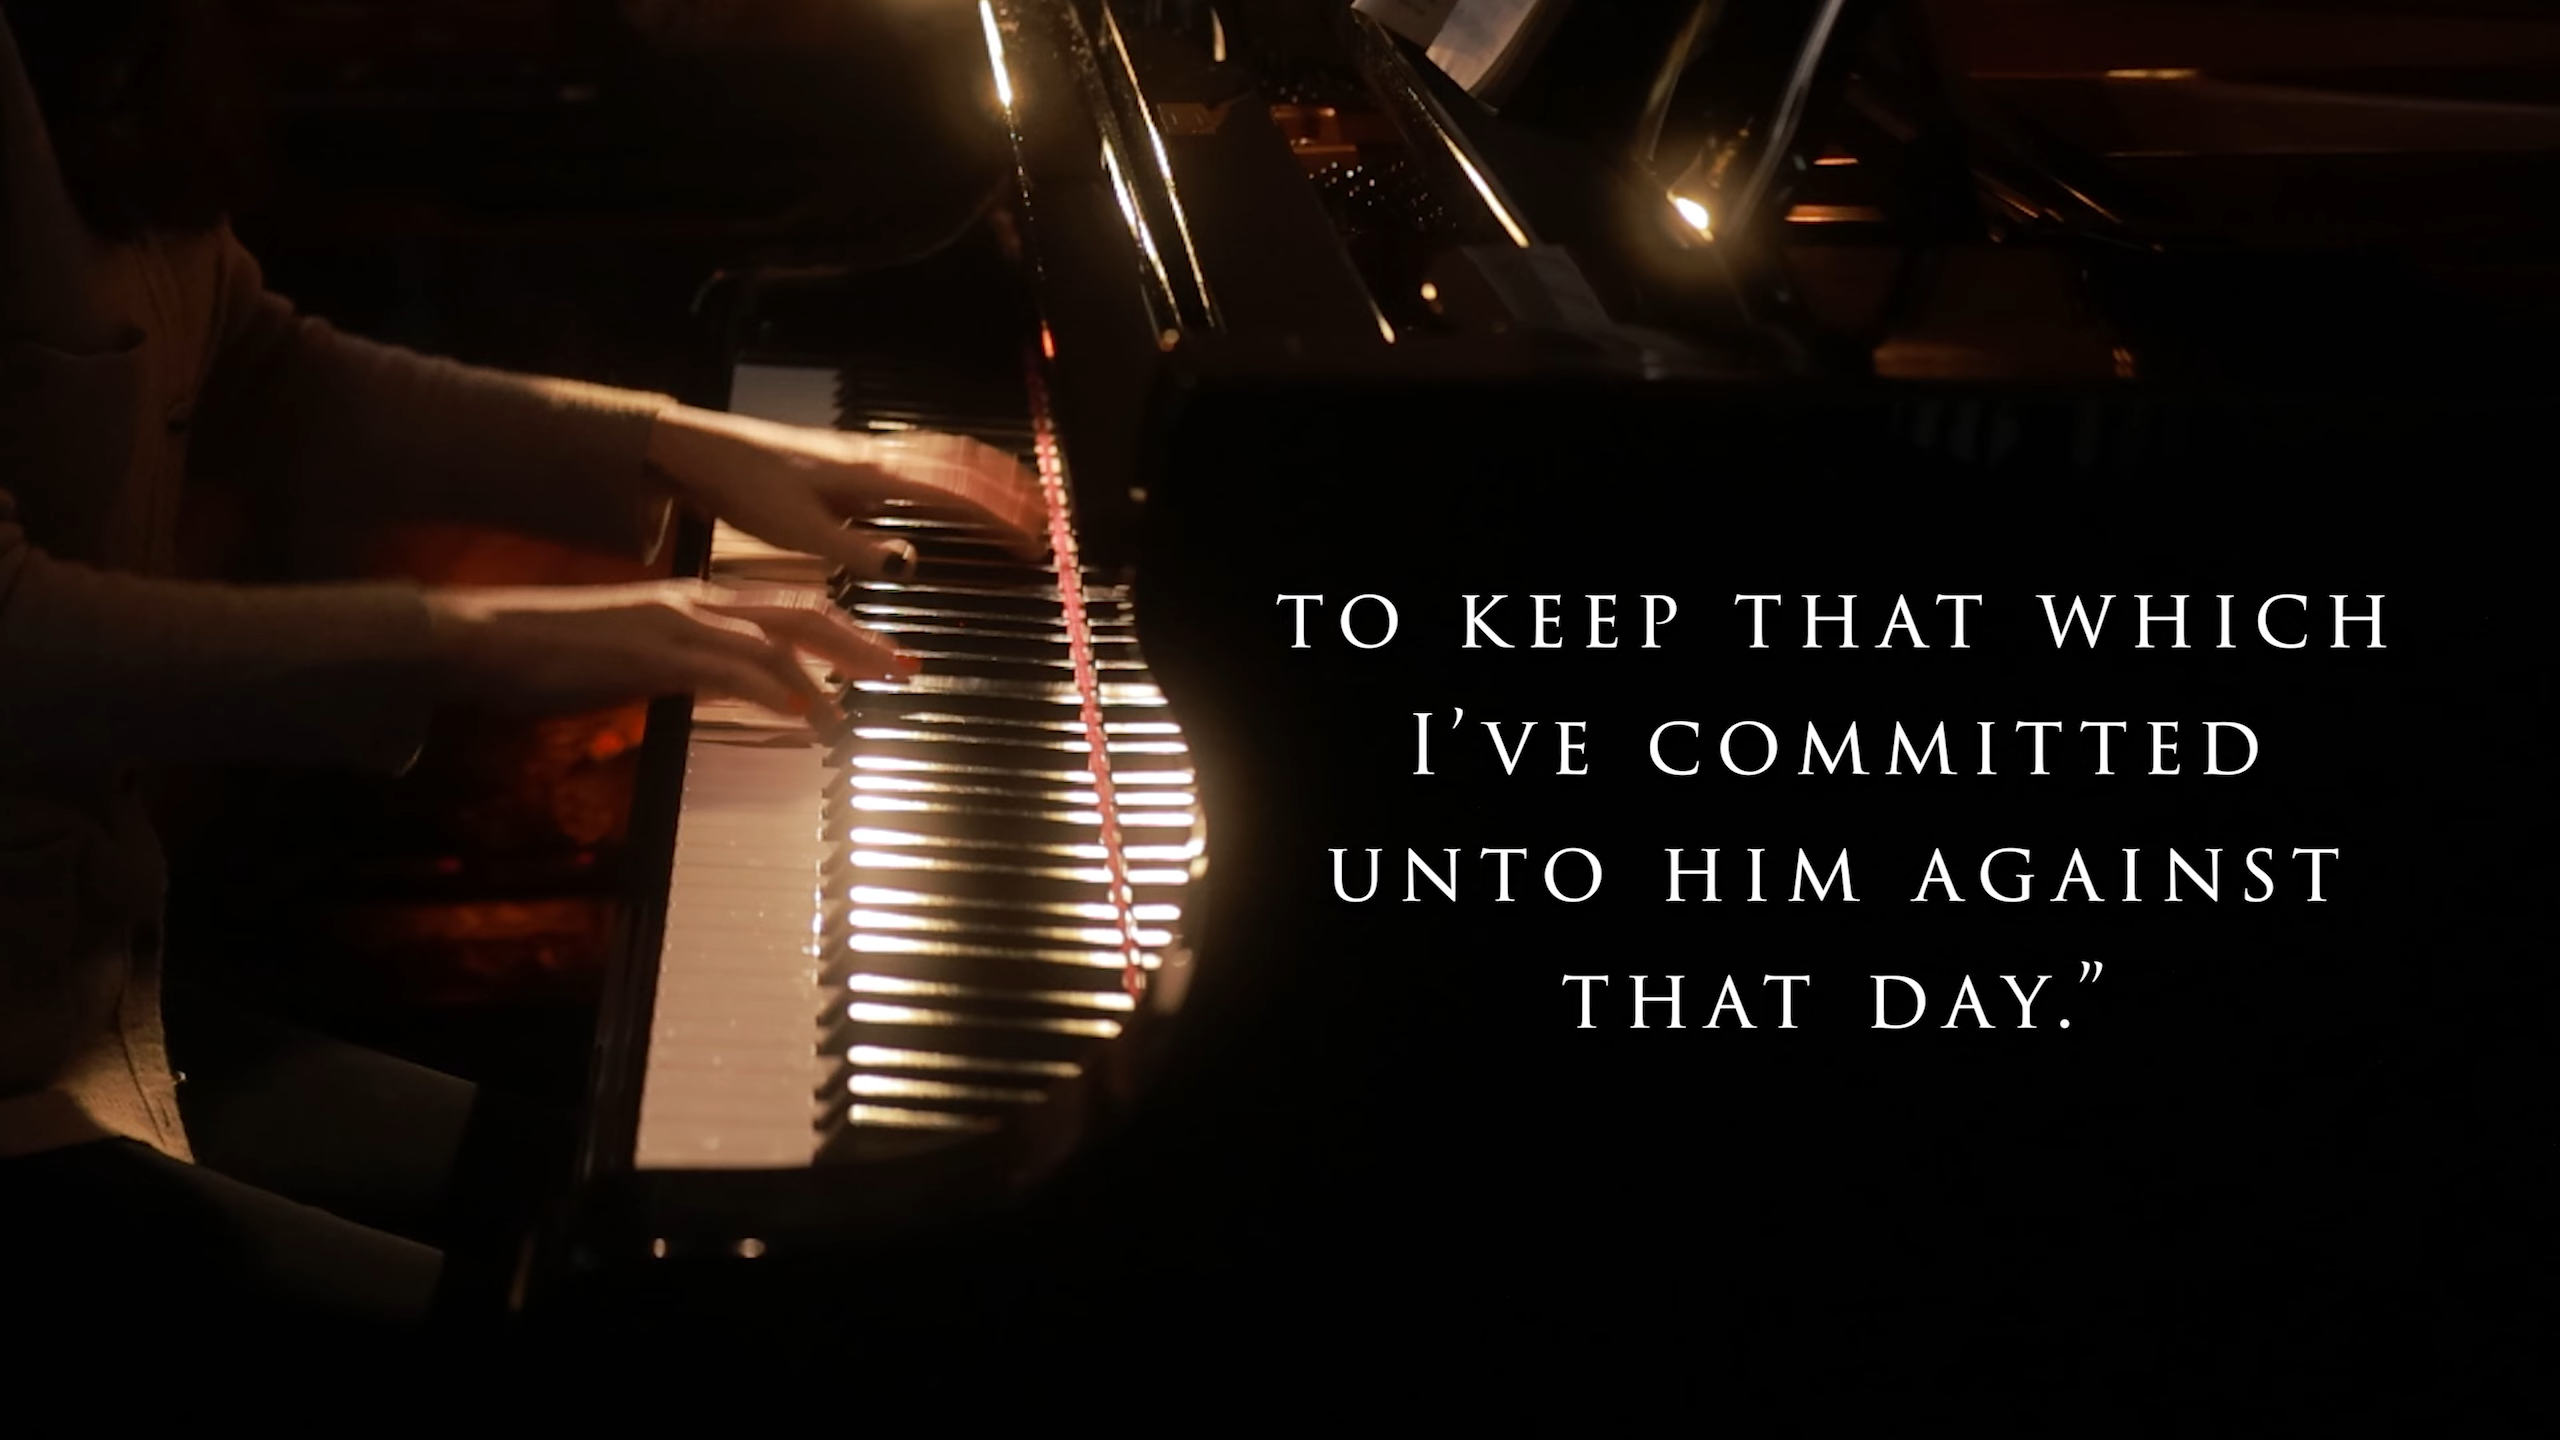 TO KEEP THAT WHICH
I’VE COMMITTED
UNTO HIM AGAINST
THAT DAY.”